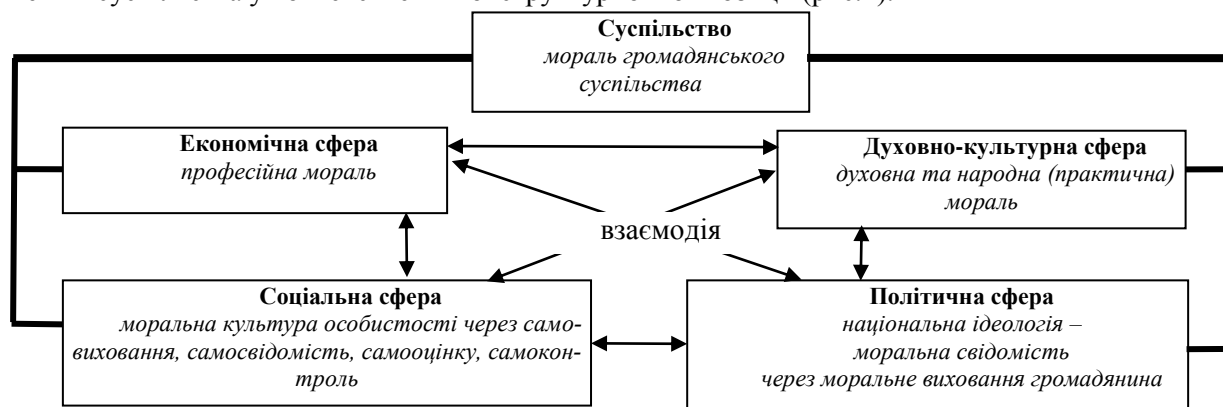 Суспільство
мораль громадянського
суспільства
Економічна сфера
професійна мораль
Духовно-культурна сфера
духовна та народна (практична)
мораль
взаємодія
Соціальна сфера
моральна культура особистості через само-
виховання, самосвідомість, самооцінку, самокон-
троль
Політична сфера
національна ідеологія –
моральна свідомість
через моральне виховання громадянина